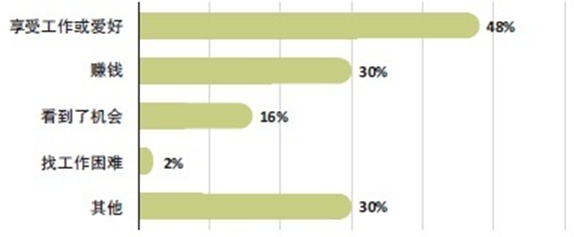 享受工作或爱好 48%
赚钱 30%
看到了机会 16%
找工作困难 2%
其他 30%